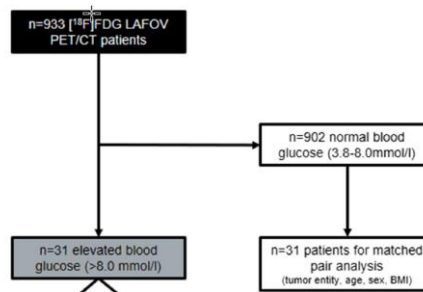 n=933 [¹⁸F]FDG LAFOV
PET/CT patients
n=902 normal blood
glucose (3.8-8.0mmol/l)
n=31 elevated blood
glucose (>8.0 mmol/l)
n=31 patients for matched
pair analysis
(tumor entity, age, sex, BMI)